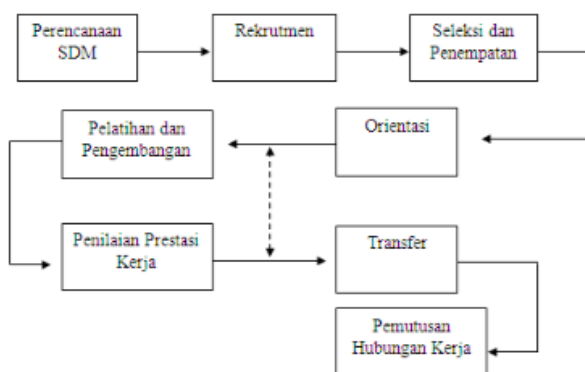 Perencanaan
SDM
Rekrutmen
Seleksi dan
Penempatan
Pelatihan dan
Pengembangan
Orientasi
Penilaian Prestasi
Kerja
Transfer
Pemutusan
Hubungan Kerja